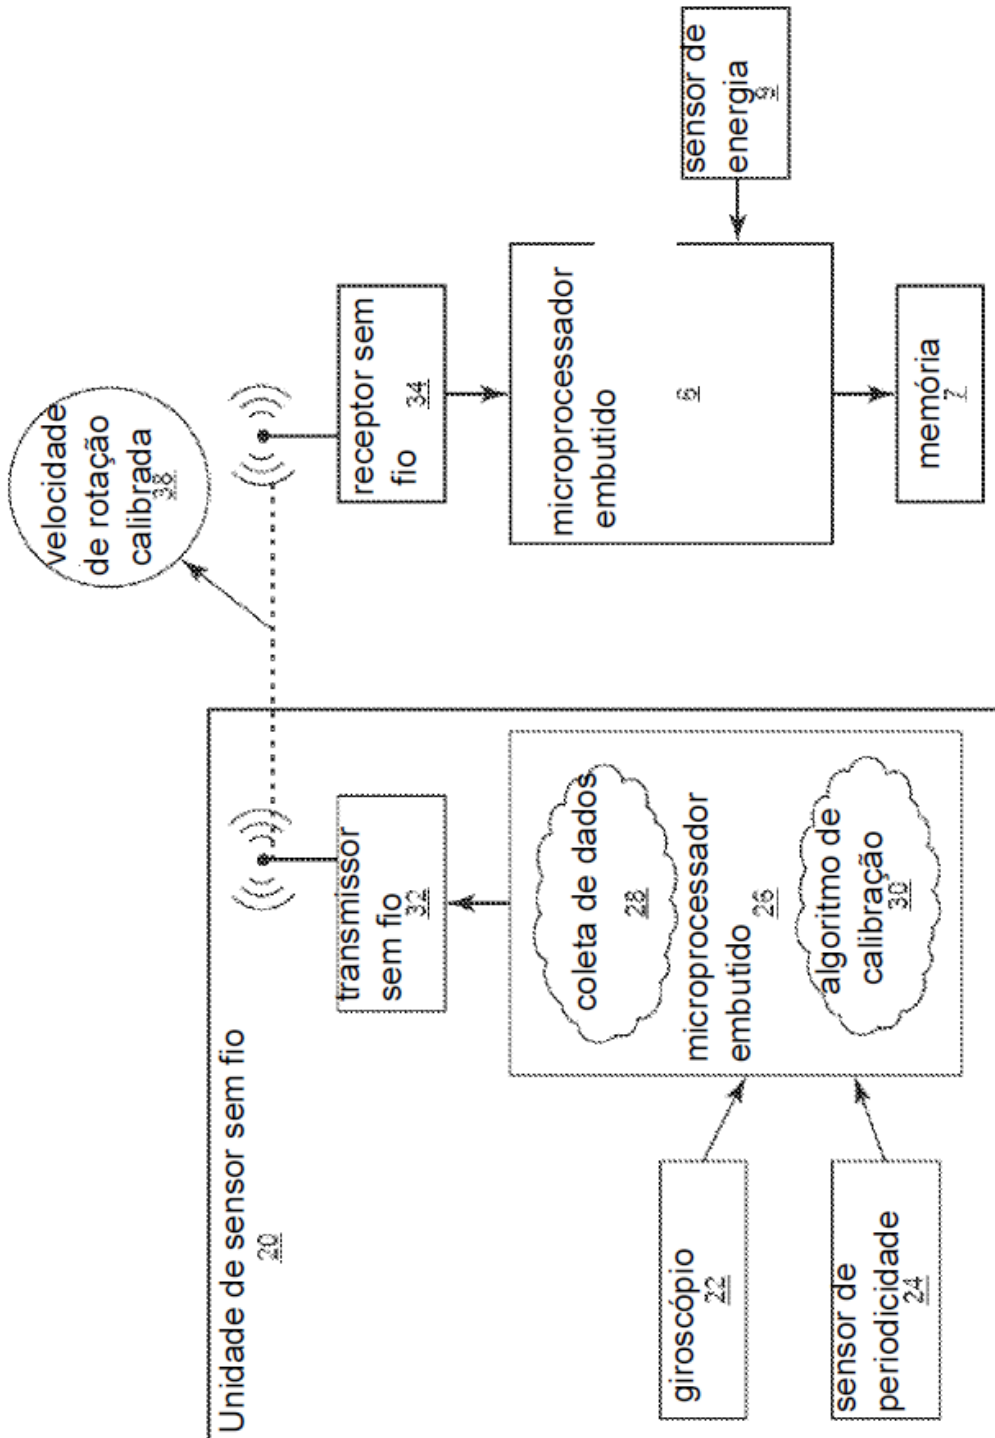 Unidade de sensor sem fio
20
giroscópio
22
sensor de
periodicidade
24
transmissor
sem fio
32
coleta de dados
28
microprocessador
embutido
26
algoritmo de
calibração
30
velocidade
de rotação
calibrada
38
receptor sem
fio
34
microprocessador
embutido
6
memória
7
sensor de
energia
9